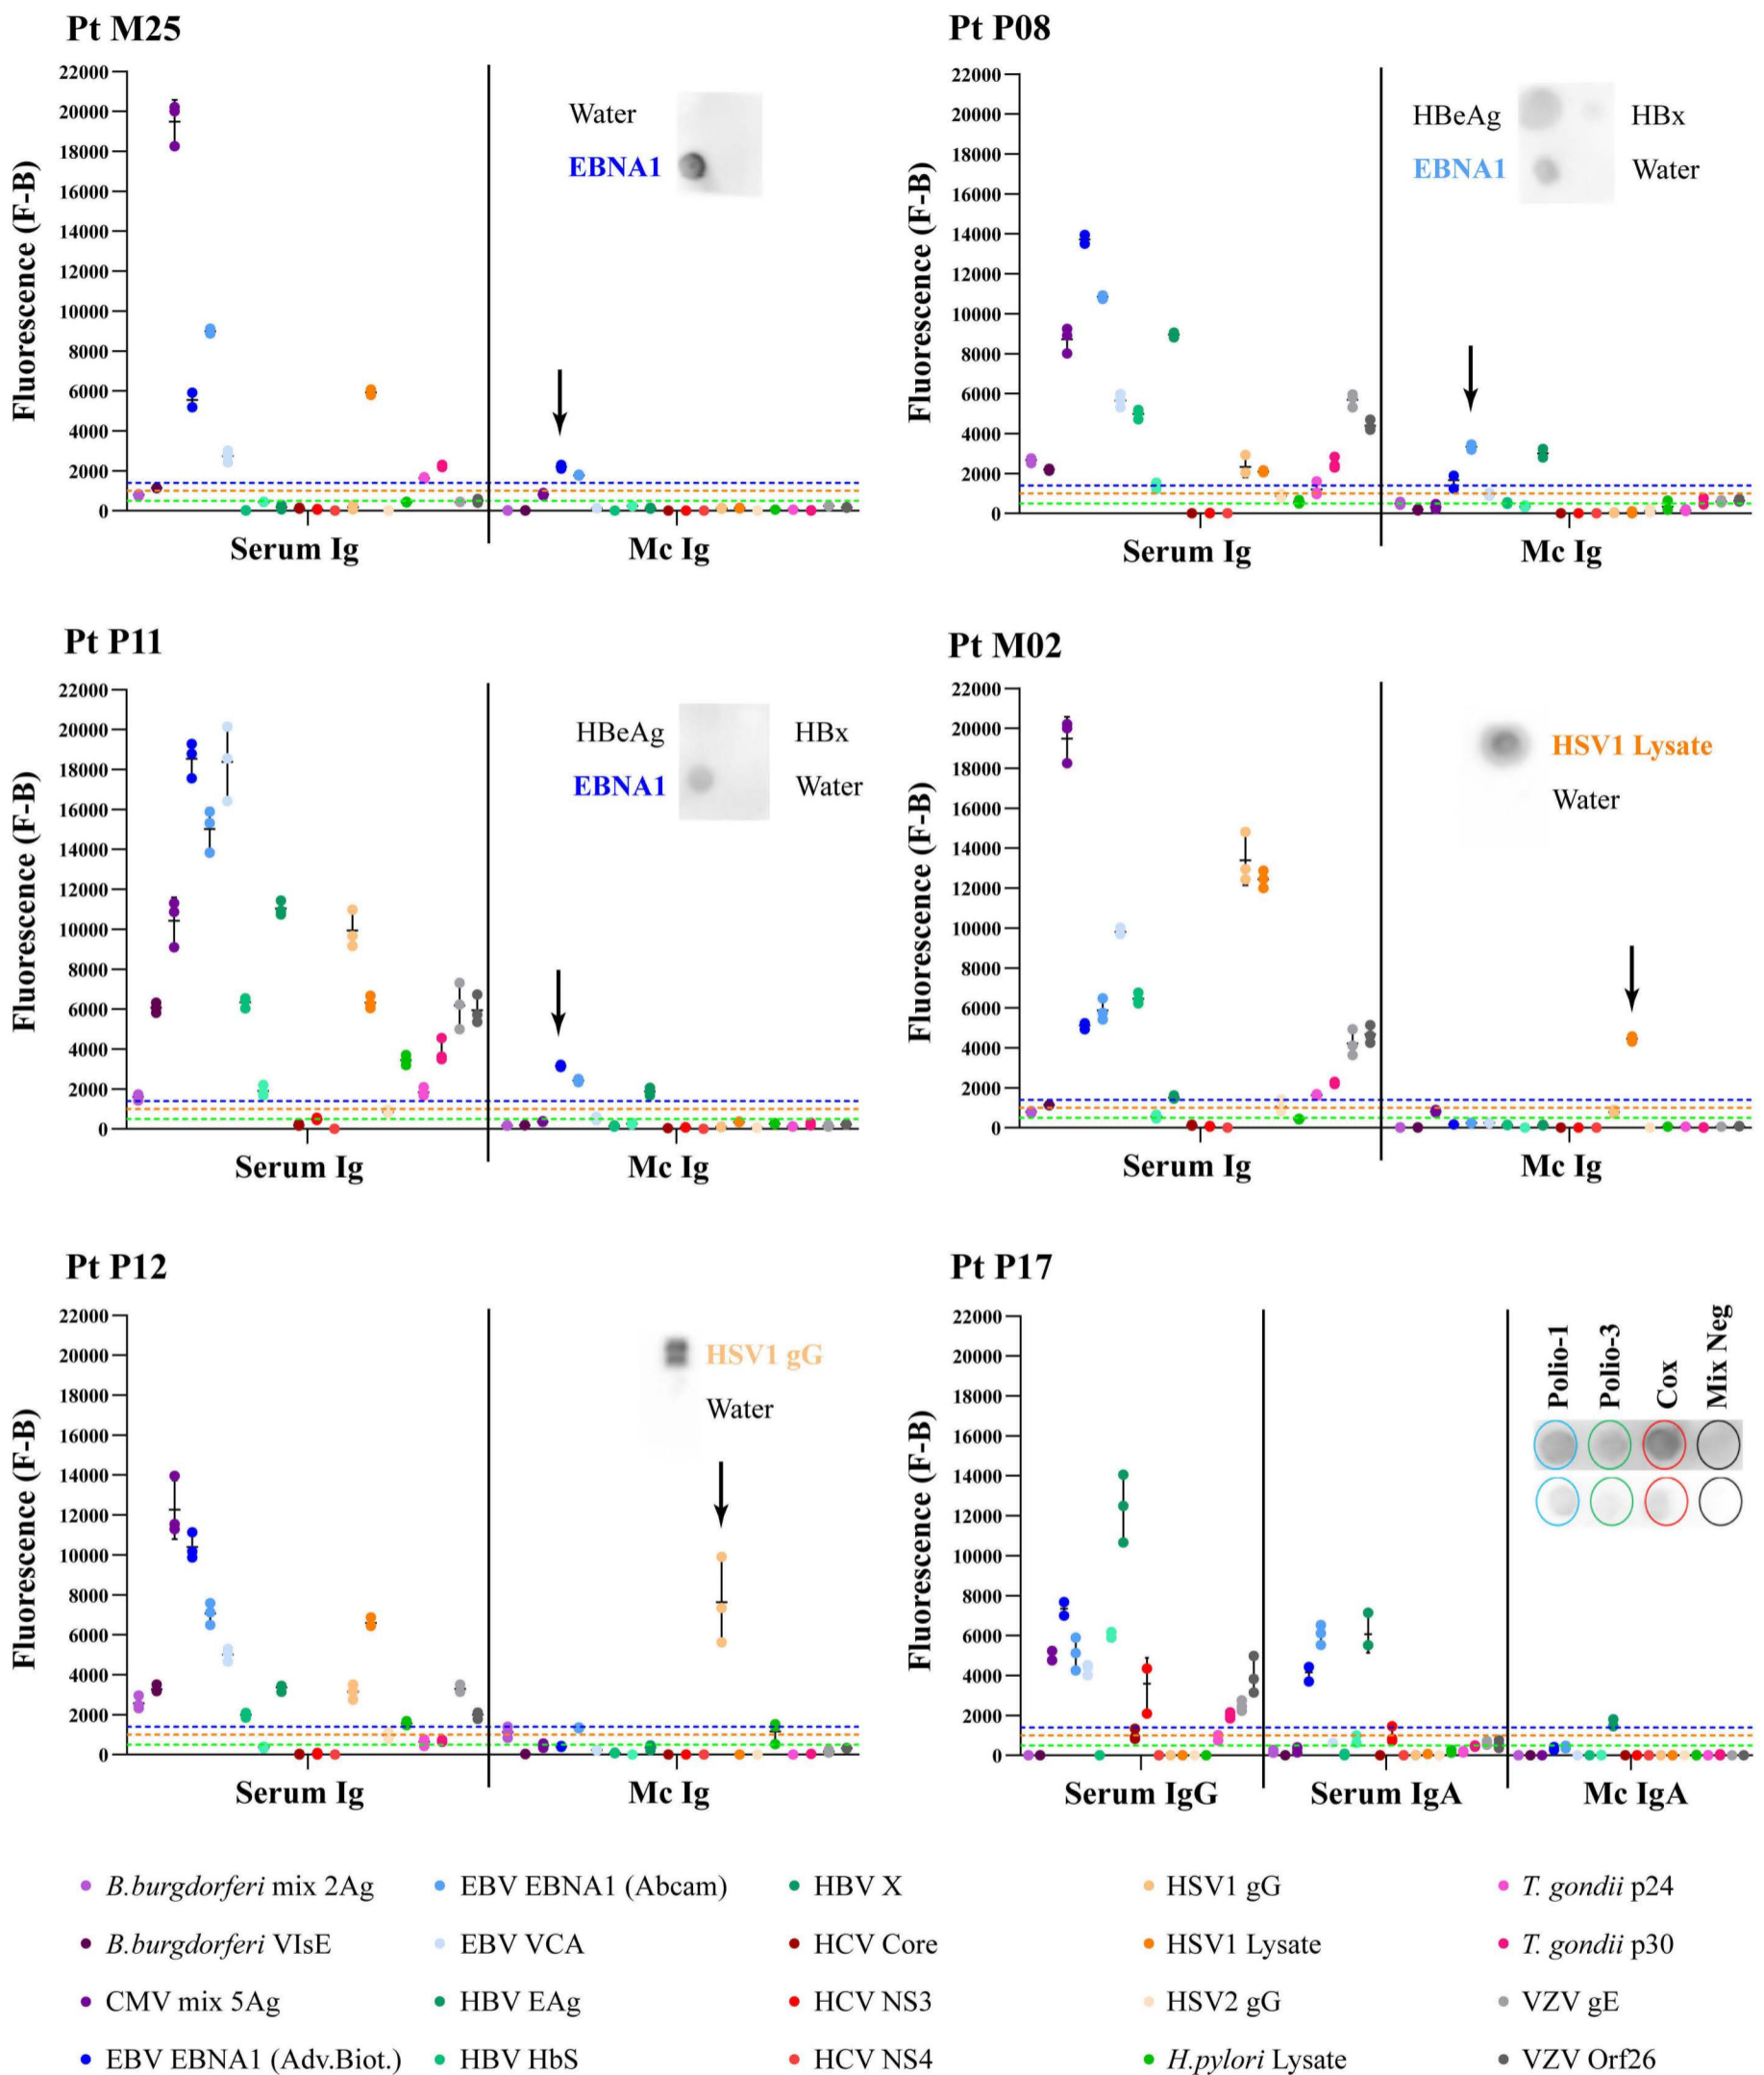 Pt M25
Fluorescence (F-B)
22000
20000
18000
16000
14000
12000
10000
8000
6000
4000
2000
0
Water
EBNA1
Serum Ig
Mc Ig
Pt P08
Fluorescence (F-B)
22000
20000
18000
16000
14000
12000
10000
8000
6000
4000
2000
0
HBeAg HBx
EBNA1 Water
Serum Ig
Mc Ig
Pt P11
Fluorescence (F-B)
22000
20000
18000
16000
14000
12000
10000
8000
6000
4000
2000
0
HBeAg HBx
EBNA1 Water
Serum Ig
Mc Ig
Pt M02
Fluorescence (F-B)
22000
20000
18000
16000
14000
12000
10000
8000
6000
4000
2000
0
HSV1 Lysate
Water
Serum Ig
Mc Ig
Pt P12
Fluorescence (F-B)
22000
20000
18000
16000
14000
12000
10000
8000
6000
4000
2000
0
HSV1 gG
Water
Serum Ig
Mc Ig
Pt P17
Fluorescence (F-B)
22000
20000
18000
16000
14000
12000
10000
8000
6000
4000
2000
0
Polio-1
Polio-3
Cox
Mix Neg
Serum IgG
Serum IgA
Mc IgA
B.burgdorferi mix 2Ag
B.burgdorferi VIsE
CMV mix 5Ag
EBV EBNA1 (Adv.Biot.)
EBV EBNA1 (Abcam)
EBV VCA
HBV EAg
HBV HbS
HBV X
HCV Core
HCV NS3
HCV NS4
HSV1 gG
HSV1 Lysate
HSV2 gG
H.pylori Lysate
T. gondii p24
T. gondii p30
VZV gE
VZV Orf26